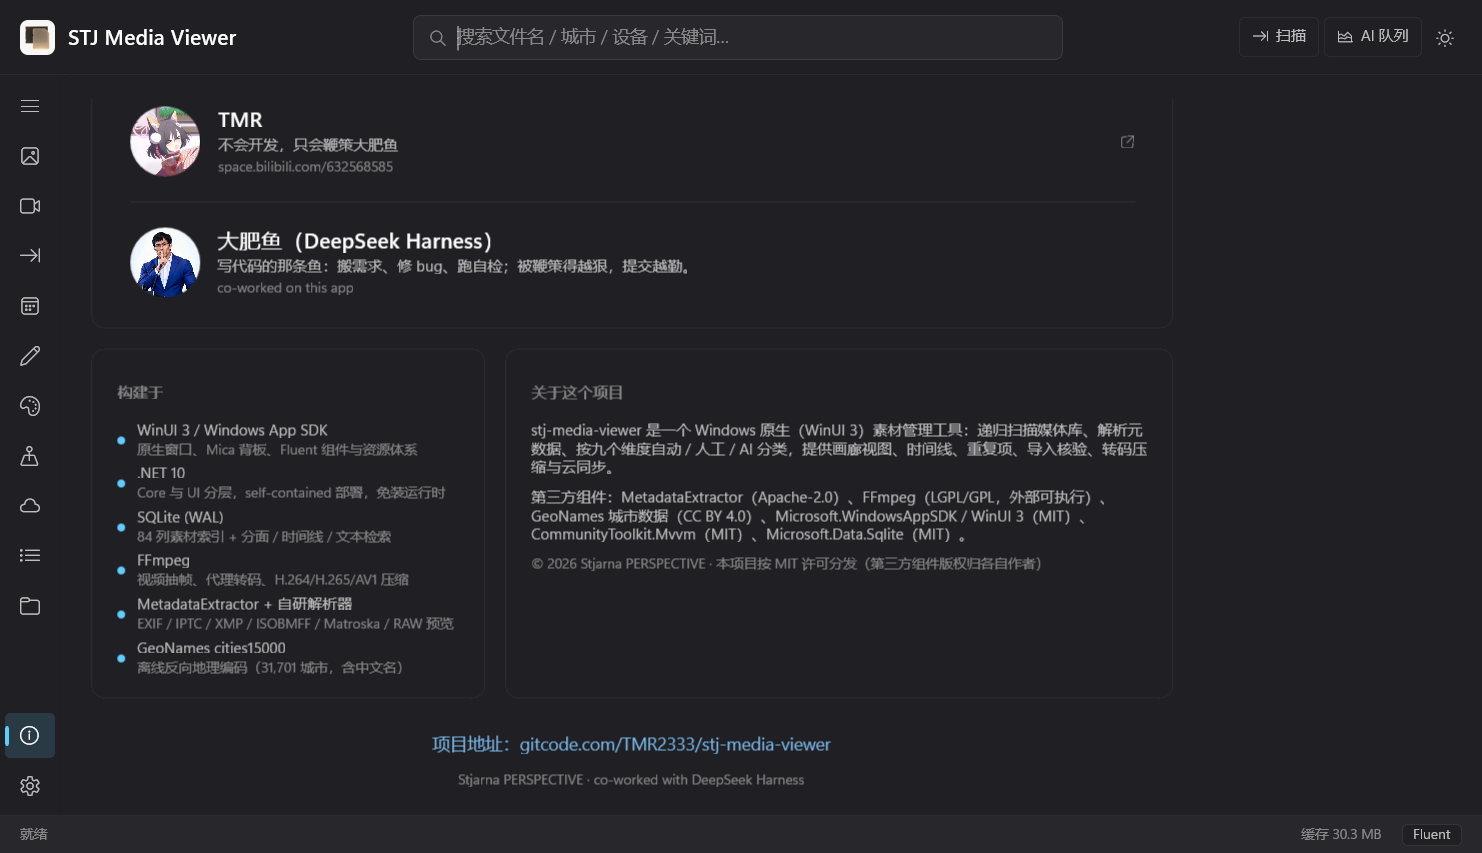 STJ Media Viewer
搜索文件名 / 城市 / 设备 / 关键词...
扫描
AI 队列
TMR
不会开发，只会鞭策大肥鱼
space.bilibili.com/632568585
大肥鱼（DeepSeek Harness）
写代码的那条鱼：搬需求、修 bug、跑自检；被鞭策得越狠，提交越勤。
co-worked on this app
构建于
WinUI 3 / Windows App SDK
原生窗口、Mica 背板、Fluent 组件与资源体系
.NET 10
Core 与 UI 分层，self-contained 部署，免装运行时
SQLite (WAL)
84 列素材索引 + 分面 / 时间线 / 文本检索
FFmpeg
视频抽帧、代理转码、H.264/H.265/AV1 压缩
MetadataExtractor + 自研解析器
EXIF / IPTC / XMP / ISOBMFF / Matroska / RAW 预览
GeoNames cities15000
离线反向地理编码（31,701 城市，含中文名）
关于这个项目
stj-media-viewer 是一个 Windows 原生（WinUI 3）素材管理工具：递归扫描媒体库、解析元
数据、按九个维度自动 / 人工 / AI 分类，提供画廊视图、时间线、重复项、导入核验、转码压
缩与云同步。
第三方组件：MetadataExtractor（Apache-2.0）、FFmpeg（LGPL/GPL，外部可执行）、
GeoNames 城市数据（CC BY 4.0）、Microsoft.WindowsAppSDK / WinUI 3（MIT）、
CommunityToolkit.Mvvm（MIT）、Microsoft.Data.Sqlite（MIT）。
© 2026 Stjarna PERSPECTIVE · 本项目按 MIT 许可分发（第三方组件版权归各自作者）
项目地址：gitcode.com/TMR2333/stj-media-viewer
Stjarna PERSPECTIVE · co-worked with DeepSeek Harness
就绪
缓存 30.3 MB
Fluent